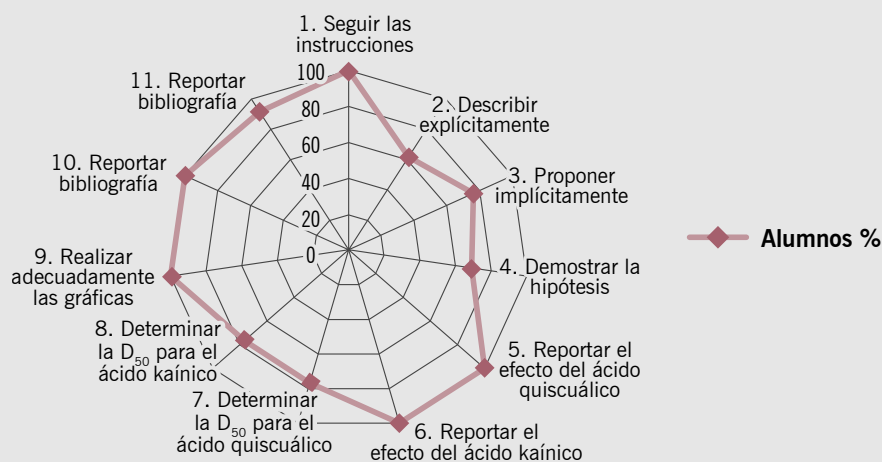 1. Seguir las
instrucciones
2. Describir
explícitamente
3. Proponer
implícitamente
4. Demostrar la
hipótesis
5. Reportar el
efecto del ácido
quiscuálico
6. Reportar el
efecto del ácido kaínico
7. Determinar
la D50 para el
ácido quiscuálico
8. Determinar
la D50 para el
ácido kaínico
9. Realizar
adecuadamente
las gráficas
10. Reportar
bibliografía
11. Reportar
bibliografía
100
80
60
40
20
0
Alumnos %